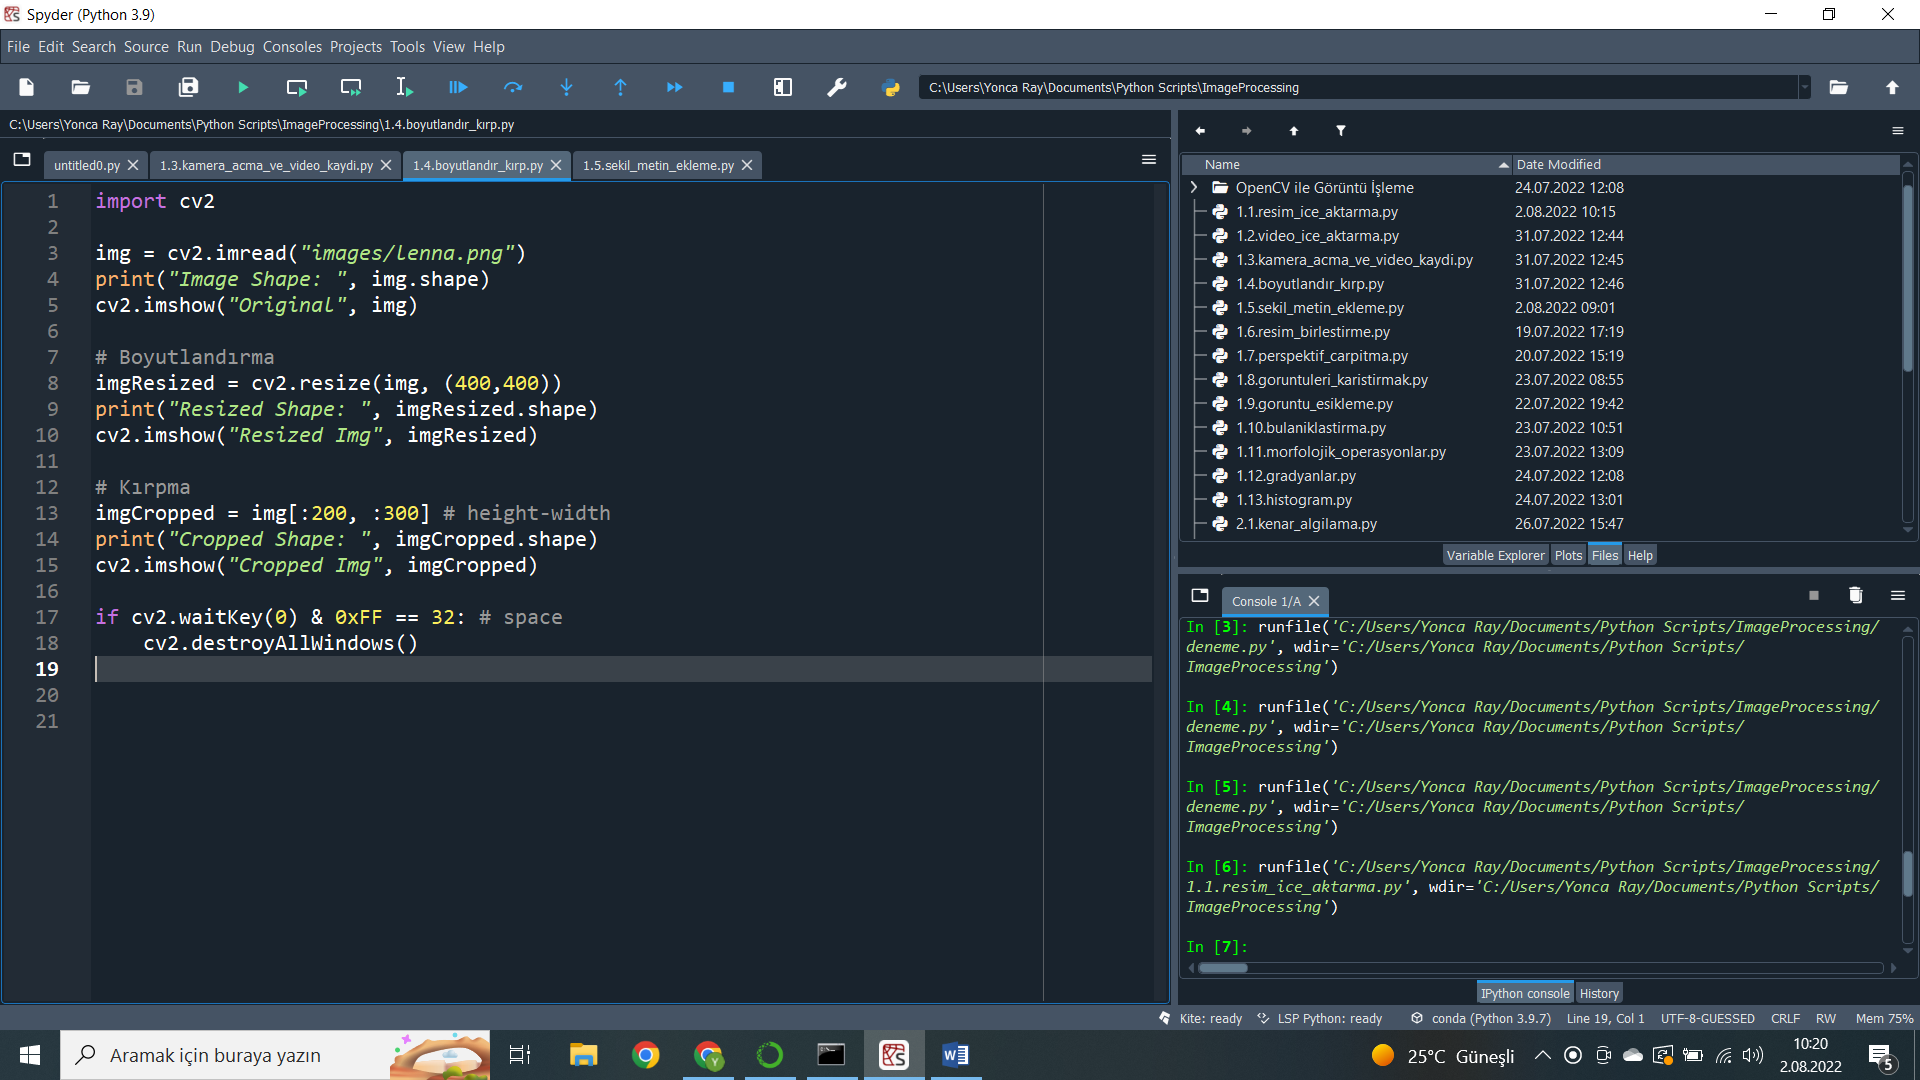 Spyder (Python 3.9)
File Edit Search Source Run Debug Consoles Projects Tools View Help
C:\Users\Yonca Ray\Documents\Python Scripts\ImageProcessing
C:\Users\Yonca Ray\Documents\Python Scripts\ImageProcessing\1.4.boyutlandır_kırp.py
untitled0.py 1.3.kamera_acma_ve_video_kaydi.py 1.4.boyutlandır_kırp.py 1.5.sekil_metin_ekleme.py
1 import cv2
2
3 img = cv2.imread("images/lenna.png")
4 print("Image Shape: ", img.shape)
5 cv2.imshow("Original", img)
6
7 # Boyutlandırma
8 imgResized = cv2.resize(img, (400,400))
9 print("Resized Shape: ", imgResized.shape)
10 cv2.imshow("Resized Img", imgResized)
11
12 # Kırpma
13 imgCropped = img[:200, :300] # height-width
14 print("Cropped Shape: ", imgCropped.shape)
15 cv2.imshow("Cropped Img", imgCropped)
16
17 if cv2.waitKey(0) & 0xFF == 32: # space
18     cv2.destroyAllWindows()
19
20
21
Name Date Modified
OpenCV ile Görüntü İşleme 24.07.2022 12:08
1.1.resim_ice_aktarma.py 2.08.2022 10:15
1.2.video_ice_aktarma.py 31.07.2022 12:44
1.3.kamera_acma_ve_video_kaydi.py 31.07.2022 12:45
1.4.boyutlandır_kırp.py 31.07.2022 12:46
1.5.sekil_metin_ekleme.py 2.08.2022 09:01
1.6.resim_birlestirme.py 19.07.2022 17:19
1.7.perspektif_carpitma.py 20.07.2022 15:19
1.8.goruntuleri_karistirmak.py 23.07.2022 08:55
1.9.goruntu_esikleme.py 22.07.2022 19:42
1.10.bulaniklastirma.py 23.07.2022 10:51
1.11.morfolojik_operasyonlar.py 23.07.2022 13:09
1.12.gradyanlar.py 24.07.2022 12:08
1.13.histogram.py 24.07.2022 13:01
2.1.kenar_algilama.py 26.07.2022 15:47
Variable Explorer Plots Files Help
Console 1/A
In [3]: runfile('C:/Users/Yonca Ray/Documents/Python Scripts/ImageProcessing/
deneme.py', wdir='C:/Users/Yonca Ray/Documents/Python Scripts/
ImageProcessing')
In [4]: runfile('C:/Users/Yonca Ray/Documents/Python Scripts/ImageProcessing/
deneme.py', wdir='C:/Users/Yonca Ray/Documents/Python Scripts/
ImageProcessing')
In [5]: runfile('C:/Users/Yonca Ray/Documents/Python Scripts/ImageProcessing/
deneme.py', wdir='C:/Users/Yonca Ray/Documents/Python Scripts/
ImageProcessing')
In [6]: runfile('C:/Users/Yonca Ray/Documents/Python Scripts/ImageProcessing/
1.1.resim_ice_aktarma.py', wdir='C:/Users/Yonca Ray/Documents/Python Scripts/
ImageProcessing')
In [7]:
IPython console History
Kite: ready LSP Python: ready conda (Python 3.9.7) Line 19, Col 1 UTF-8-GUESSED CRLF RW Mem 75%
Aramak için buraya yazın
25°C Güneşli
10:20
2.08.2022
5